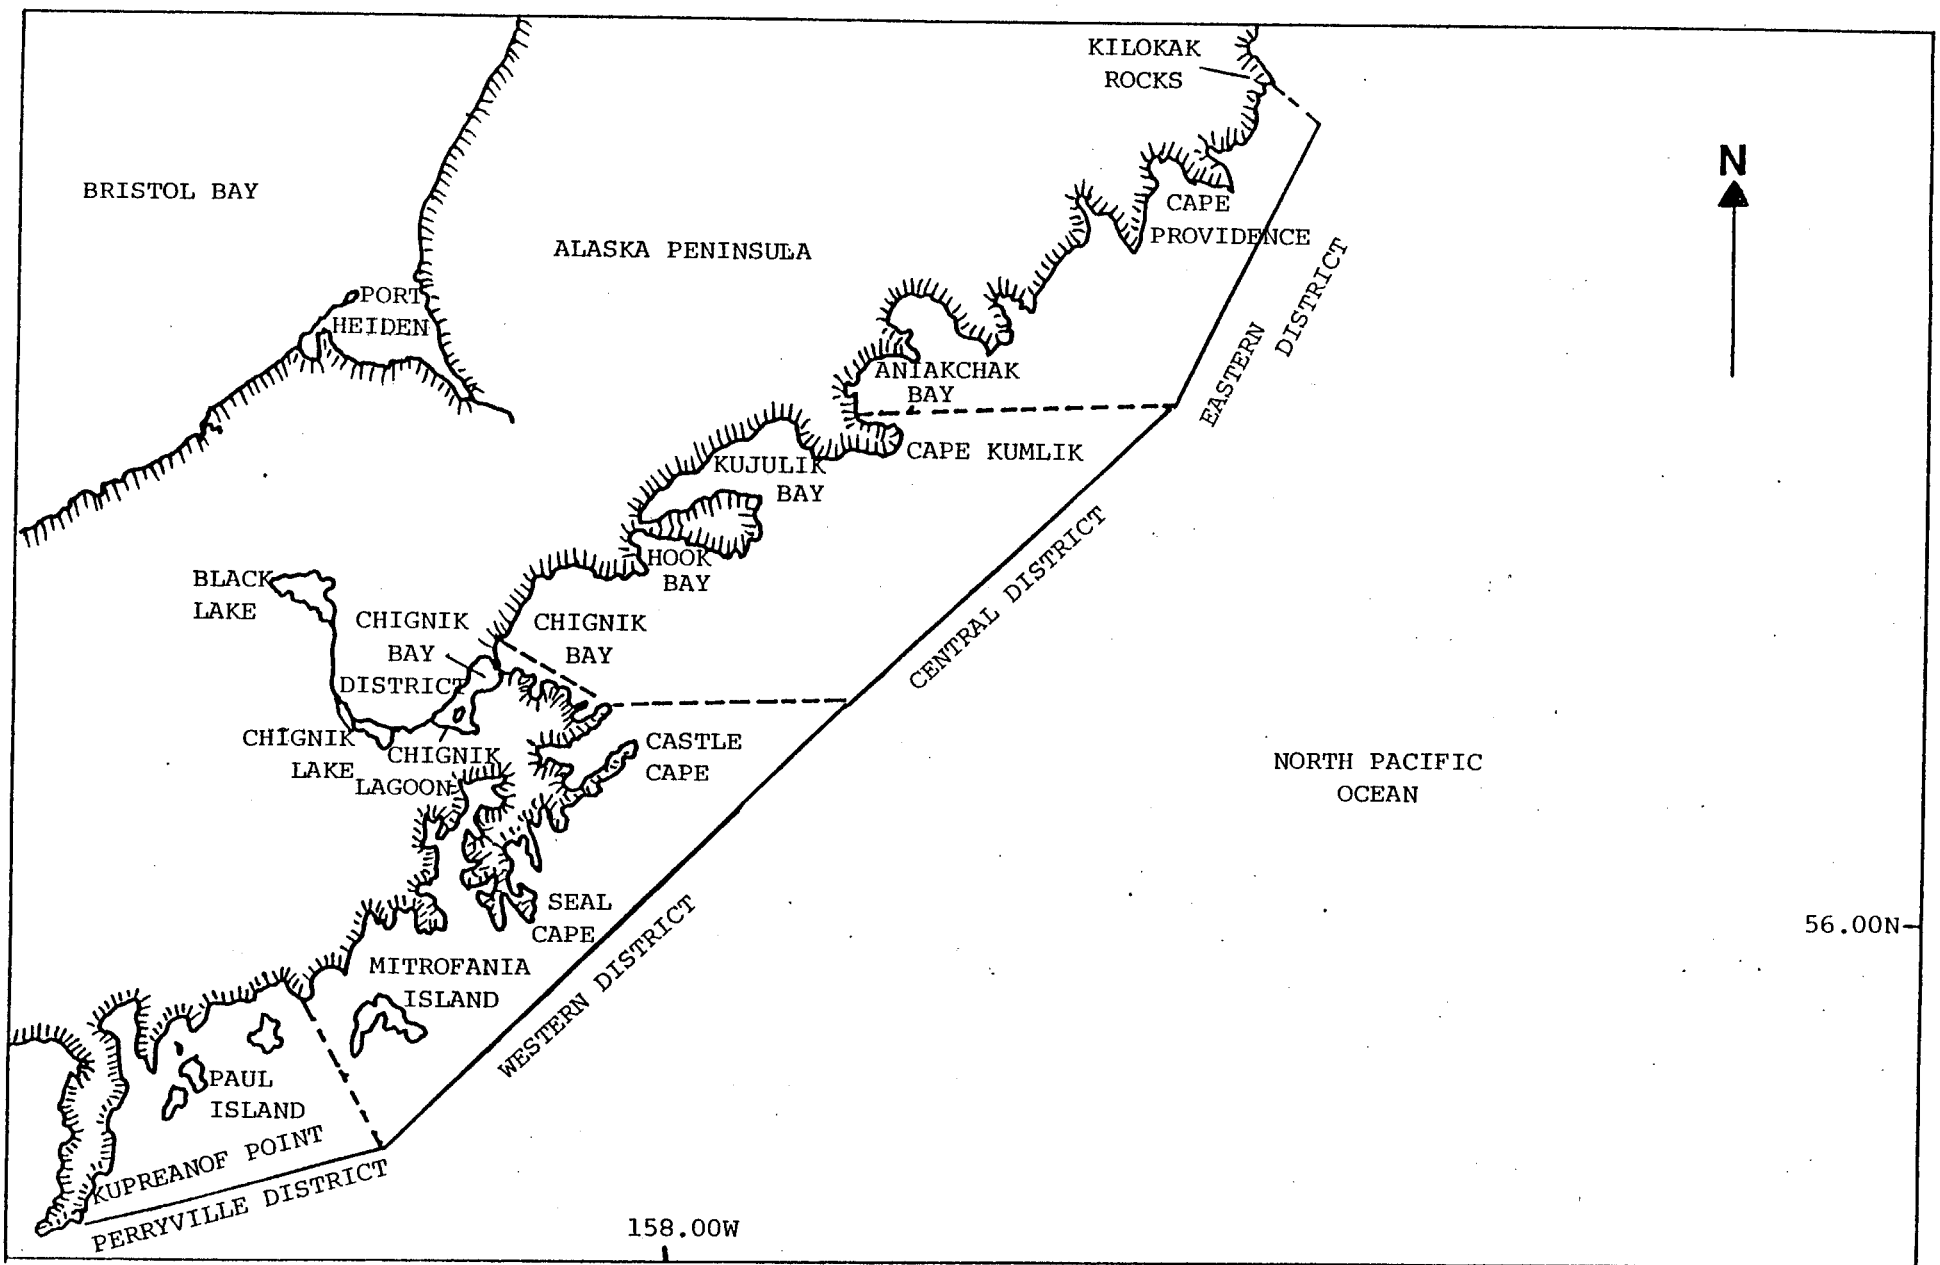 KILOKAK
ROCKS
N
BRISTOL BAY
CAPE
PROVIDENCE
ALASKA PENINSULA
PORT
HEIDEN
EASTERN
DISTRICT
ANIAKCHAK
BAY
CAPE KUMLIK
KUJULIK
BAY
HOOK
BAY
CENTRAL DISTRICT
BLACK
LAKE
CHIGNIK
BAY
DISTRICT
CHIGNIK
BAY
CHIGNIK
LAKE
CHIGNIK
LAGOON
CASTLE
CAPE
NORTH PACIFIC
OCEAN
SEAL
CAPE
56.00N
WESTERN DISTRICT
MITROFANIA
ISLAND
PAUL
ISLAND
KUPREANOF POINT
PERRYVILLE DISTRICT
158.00W